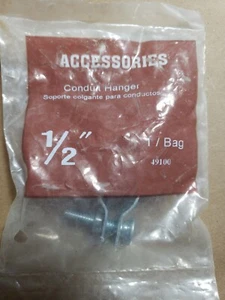 ACCESSORIES
Conduit Hanger
Soporte colgante para conductos
1/2" 1 / Bag
49100